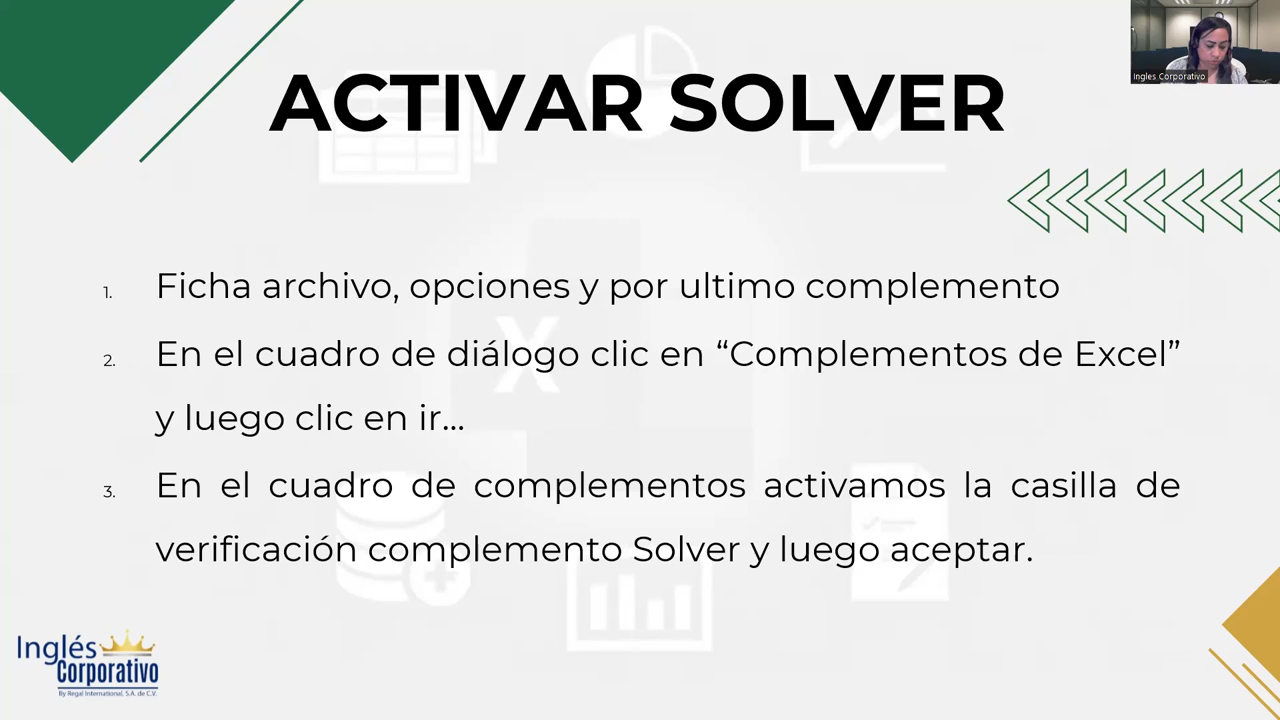 Ingles Corporativo
ACTIVAR SOLVER
1. Ficha archivo, opciones y por ultimo complemento
2. En el cuadro de diálogo clic en “Complementos de Excel”
y luego clic en ir...
3. En el cuadro de complementos activamos la casilla de
verificación complemento Solver y luego aceptar.
X
Inglés
Corporativo
By Regal International, S.A. de C.V.